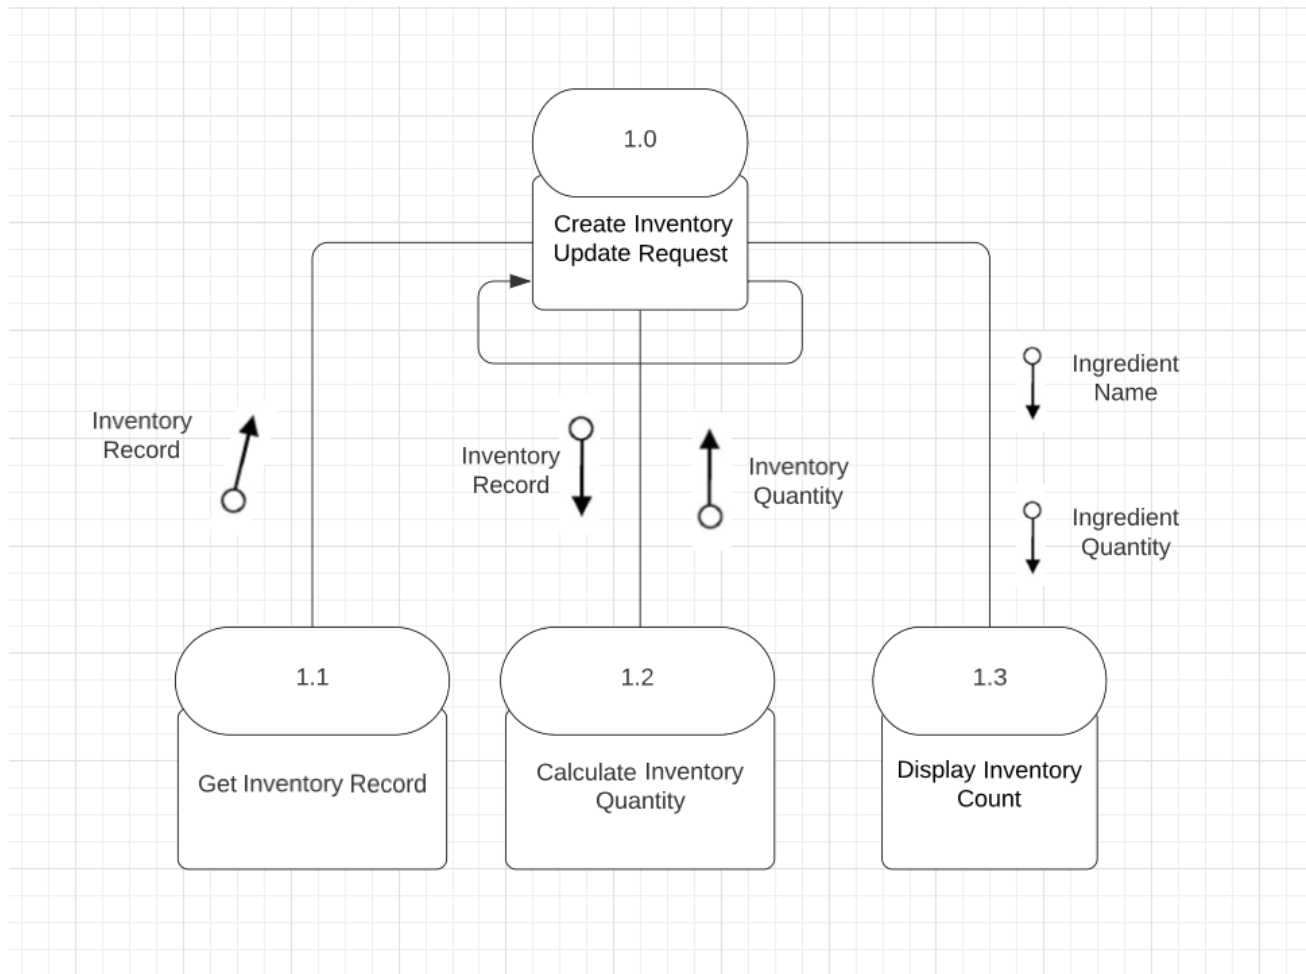 1.0
Create Inventory
Update Request
Inventory
Record
Inventory
Record
Inventory
Quantity
Ingredient
Name
Ingredient
Quantity
1.1
Get Inventory Record
1.2
Calculate Inventory
Quantity
1.3
Display Inventory
Count